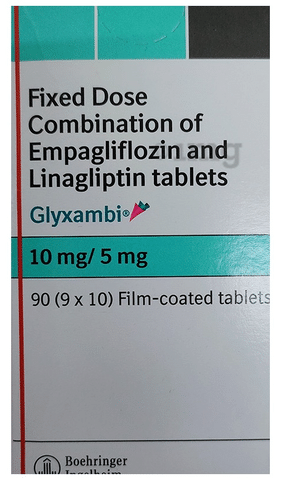 Fixed Dose
Combination of
Empagliflozin and
Linagliptin tablets
Glyxambi®
10 mg/ 5 mg
90 (9 x 10) Film-coated tablets
Boehringer
Ingelheim